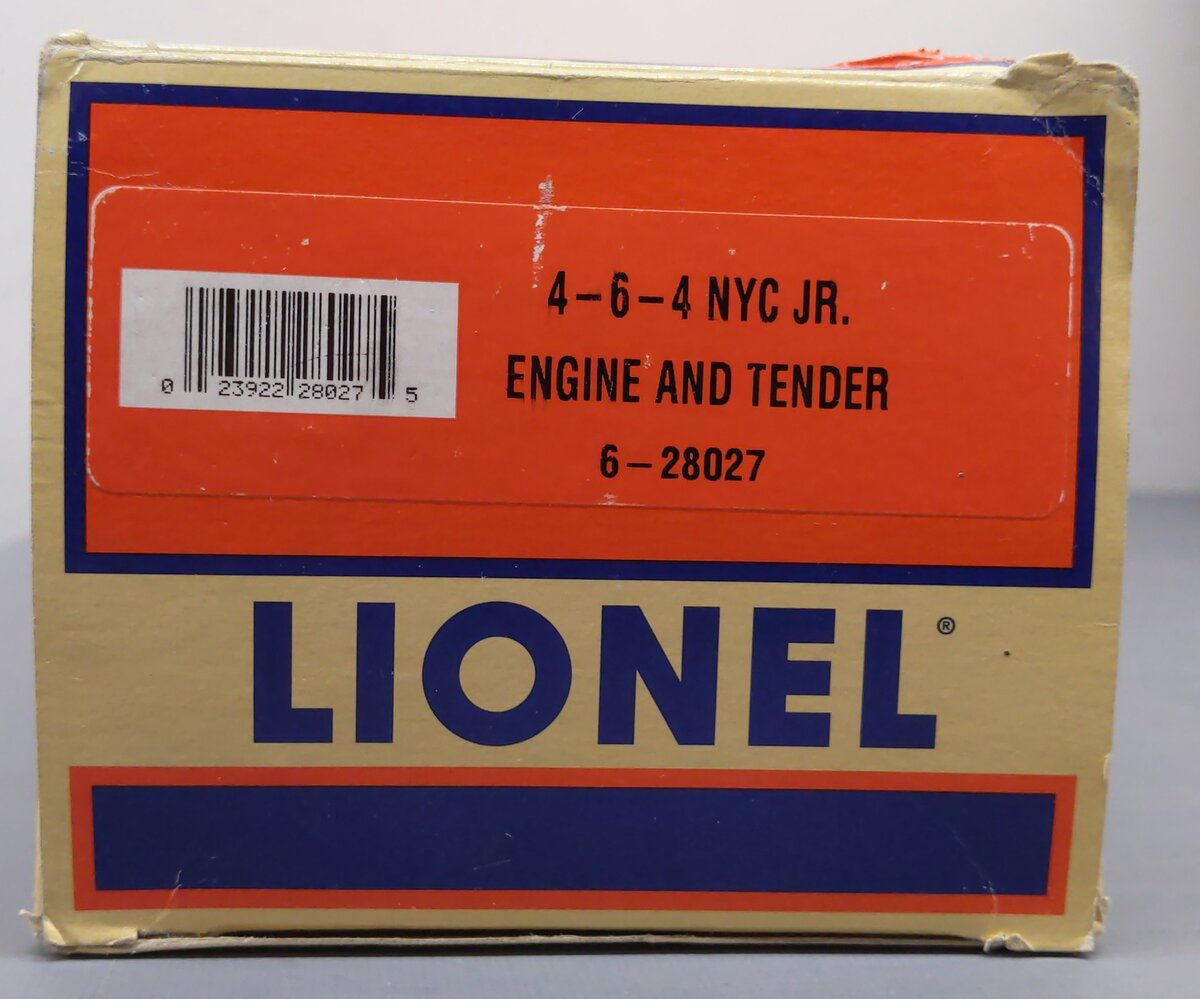 4-6-4 NYC JR.
ENGINE AND TENDER
6-28027
0 23922 28027 5
LIONEL®